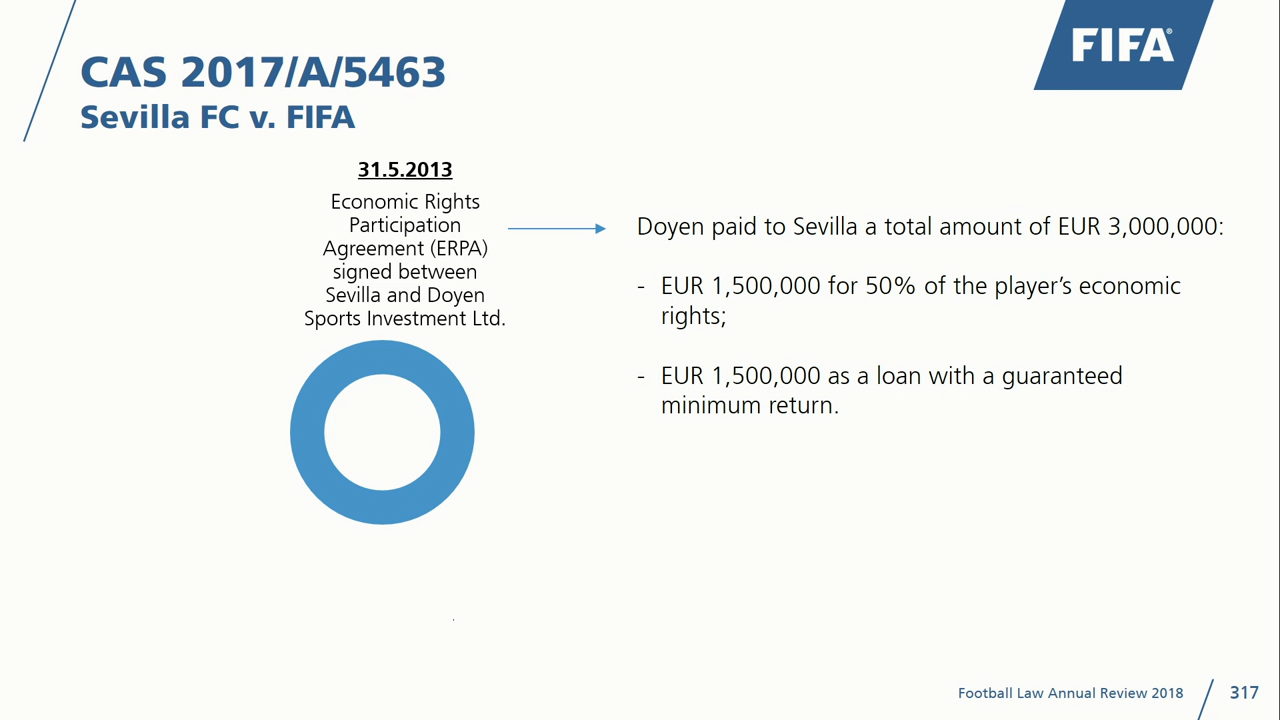 FIFA®
CAS 2017/A/5463
Sevilla FC v. FIFA
31.5.2013
Economic Rights
Participation
Agreement (ERPA)
signed between
Sevilla and Doyen
Sports Investment Ltd.
Doyen paid to Sevilla a total amount of EUR 3,000,000:
- EUR 1,500,000 for 50% of the player’s economic
rights;
- EUR 1,500,000 as a loan with a guaranteed
minimum return.
Football Law Annual Review 2018
317